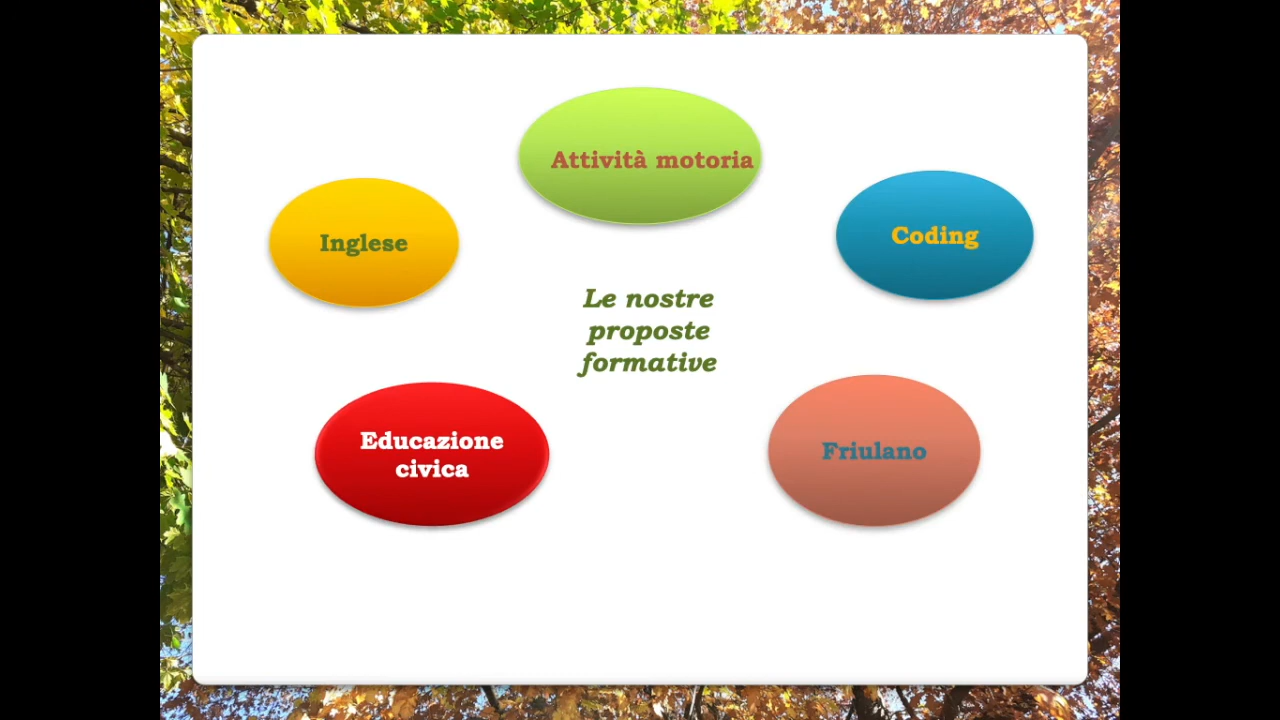 Attività motoria
Inglese
Coding
Le nostre
proposte
formative
Educazione
civica
Friulano